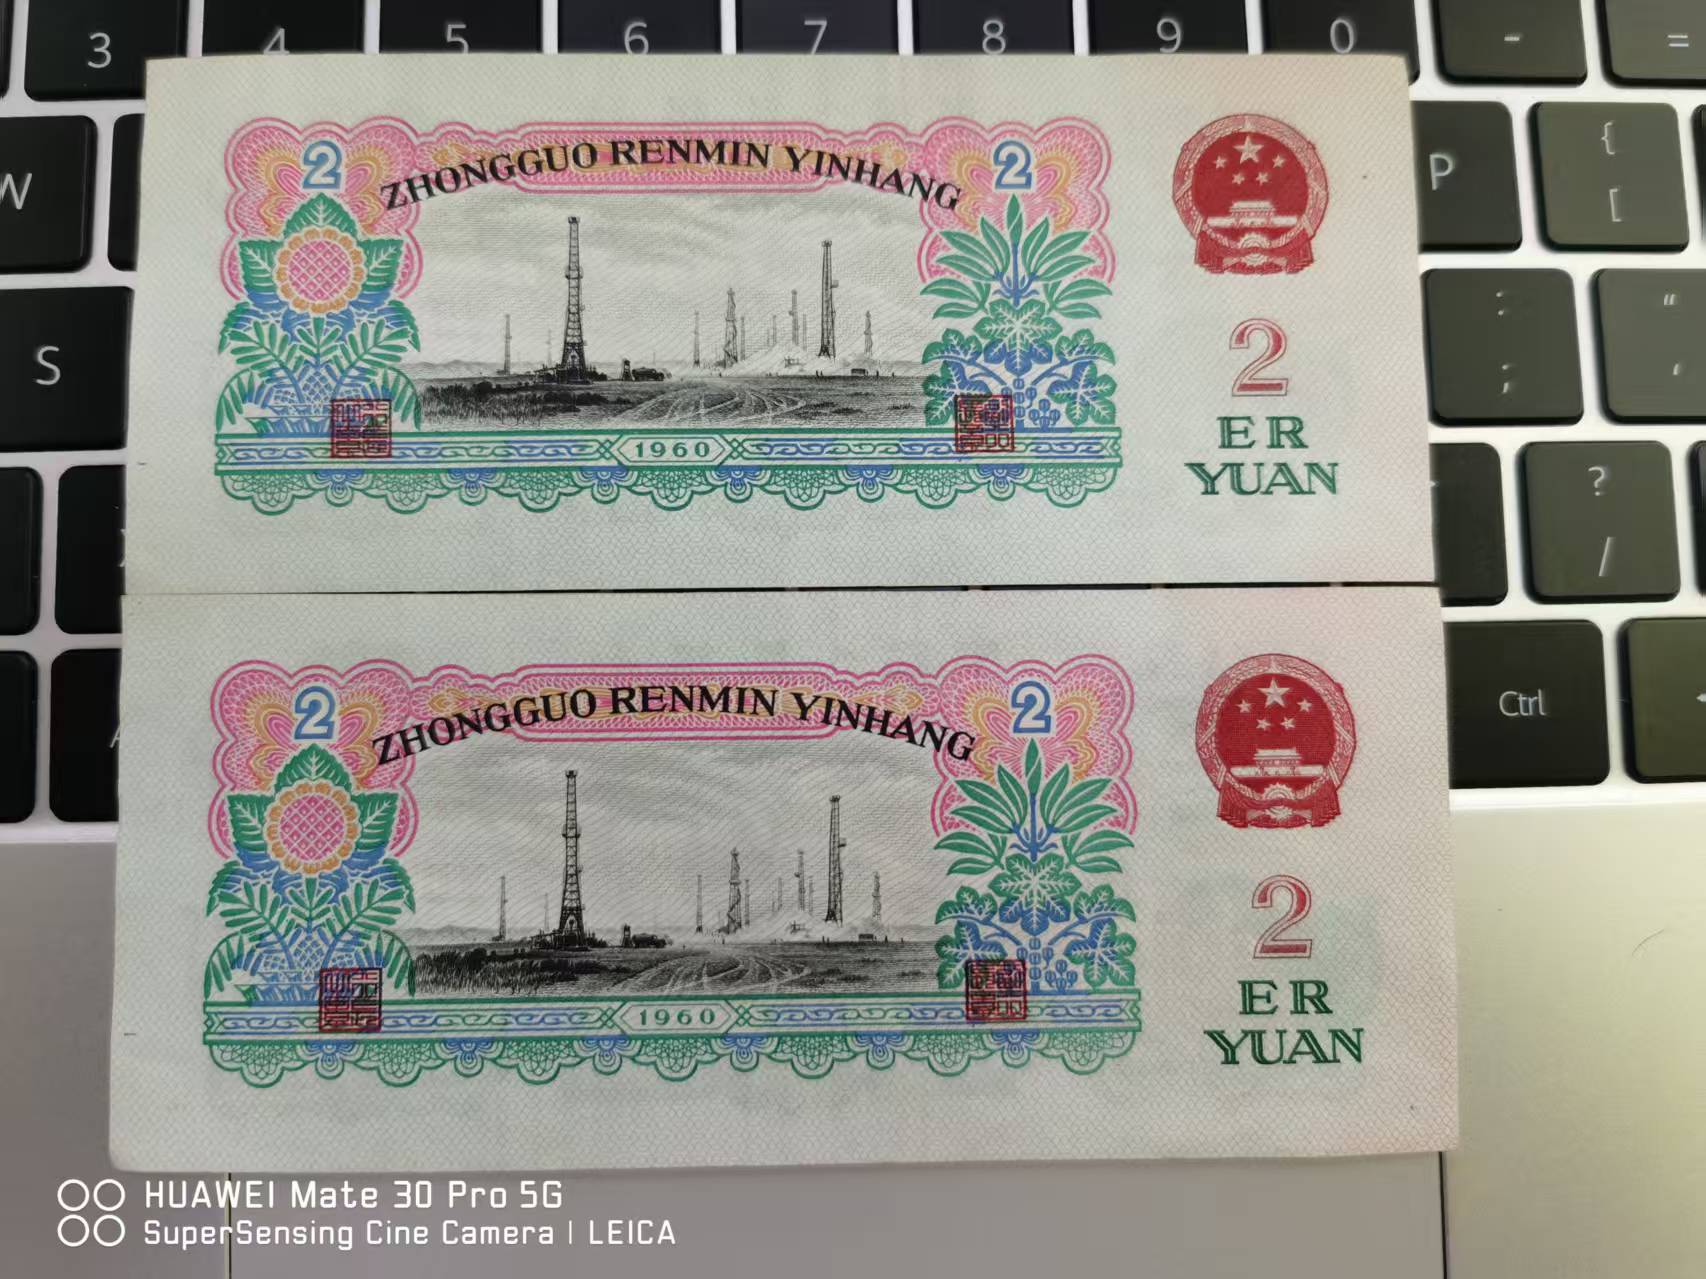 3 4 5 6 7 8 9 0 - =
W
P
{
[
S
:
;
"
'
?
/
Ctrl
2 ZHONGGUO RENMIN YINHANG 2
1960
2
ER
YUAN
2 ZHONGGUO RENMIN YINHANG 2
1960
2
ER
YUAN
HUAWEI Mate 30 Pro 5G
SuperSensing Cine Camera | LEICA